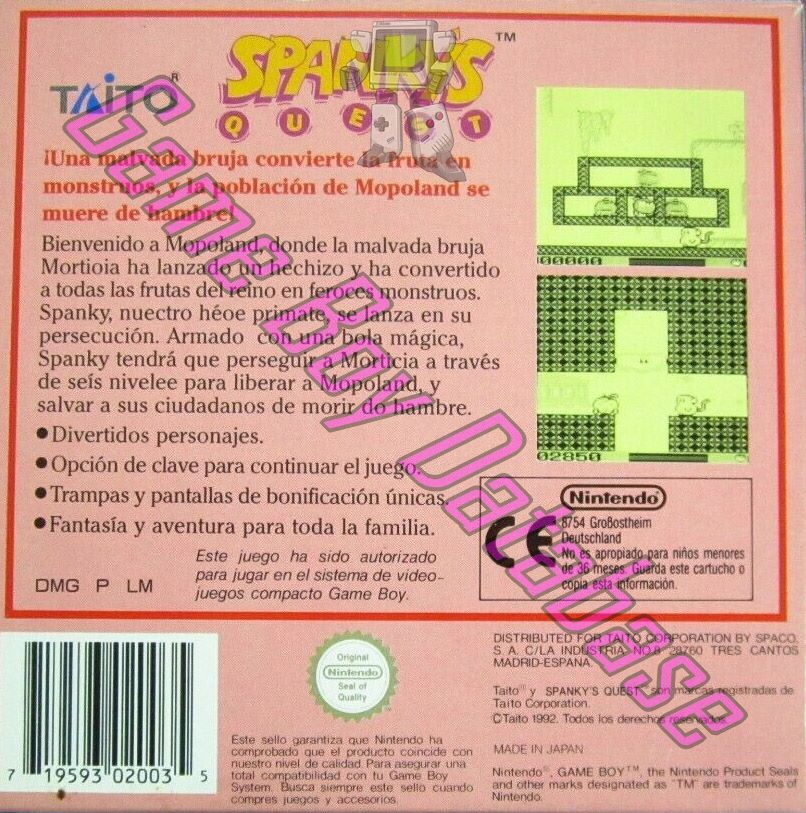 SPANKY'S™
QUEST
TAITO®
¡Una malvada bruja convierte la fruta en
monstruos, y la población de Mopoland se
muere de hambre!
Bienvenido a Mopoland, donde la malvada bruja
Mortioia ha lanzado un hechizo y ha convertido
a todas las frutas del reino en feroces monstruos.
Spanky, nuectro héoe primate, se lanza en su
persecución. Armado con una bola mágica,
Spanky tendrá que perseguir a Morticia a través
de seís nivelee para liberar a Mopoland, y
salvar a sus ciudadanos de morir do hambre.
● Divertidos personajes.
● Opción de clave para continuar el juego.
● Trampas y pantallas de bonificación únicas.
● Fantasía y aventura para toda la familia.
Este juego ha sido autorizado
para jugar en el sistema de video-
juegos compacto Game Boy.
DMG P LM
00000
02850
Nintendo®
CE
8754 Großostheim
Deutschland
No es apropiado para niños menores
de 36 meses. Guarda este cartucho o
copia esta información.
Game Boy Database
7 19593 02003 5
Original
Nintendo
Seal of
Quality
Este sello garantiza que Nintendo ha
comprobado que el producto coincide con
nuestro nivel de calidad. Para asegurar una
total compatibilidad con tu Game Boy
System. Busca siempre este sello cuando
compres juegos y accesorios.
DISTRIBUTED FOR TAITO CORPORATION BY SPACO,
S. A. C/LA INDUSTRIA, NO.8 28760 TRES CANTOS
MADRID-ESPANA.
Taito® y SPANKY'S QUEST™ son marcas registradas de
Taito Corporation.
©Taito 1992. Todos los derechos reservados.
MADE IN JAPAN
Nintendo®, GAME BOY™, the Nintendo Product Seals
and other marks designated as "TM" are trademarks of
Nintendo.